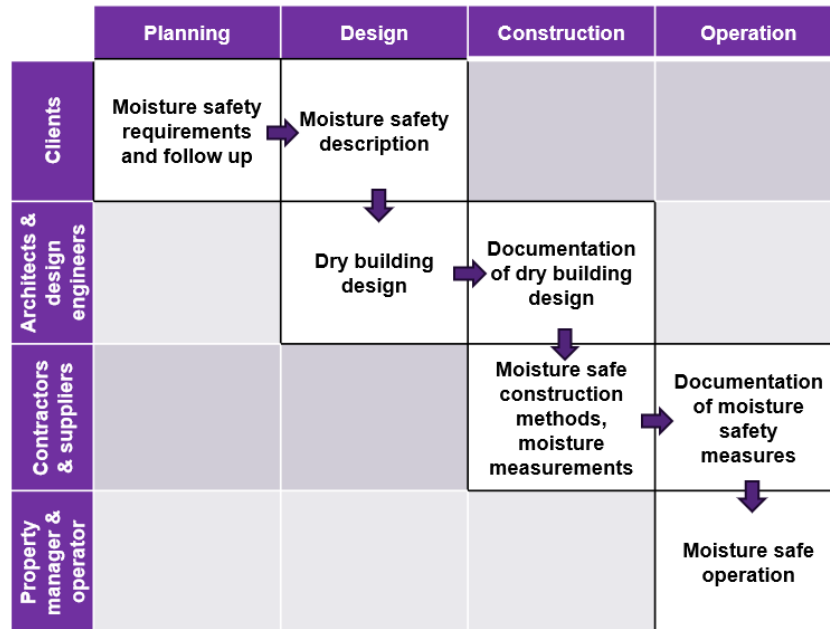 Planning
Design
Construction
Operation
Clients
Moisture safety
requirements
and follow up
Moisture safety
description
Architects &
design
engineers
Dry building
design
Documentation
of dry building
design
Contractors
& suppliers
Moisture safe
construction
methods,
moisture
measurements
Documentation
of moisture
safety
measures
Property
manager &
operator
Moisture safe
operation